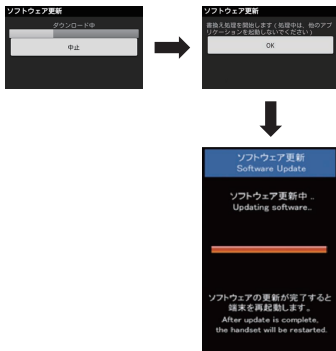 ソフトウェア更新
ダウンロード中
中止
ソフトウェア更新
書換え処理を開始します(処理中は、他のアプ
リケーションを起動しないでください)
OK
ソフトウェア更新
Software Update
ソフトウェア更新中 ..
Updating software..
ソフトウェアの更新が完了すると
端末を再起動します。
After update is complete,
the handset will be restarted.